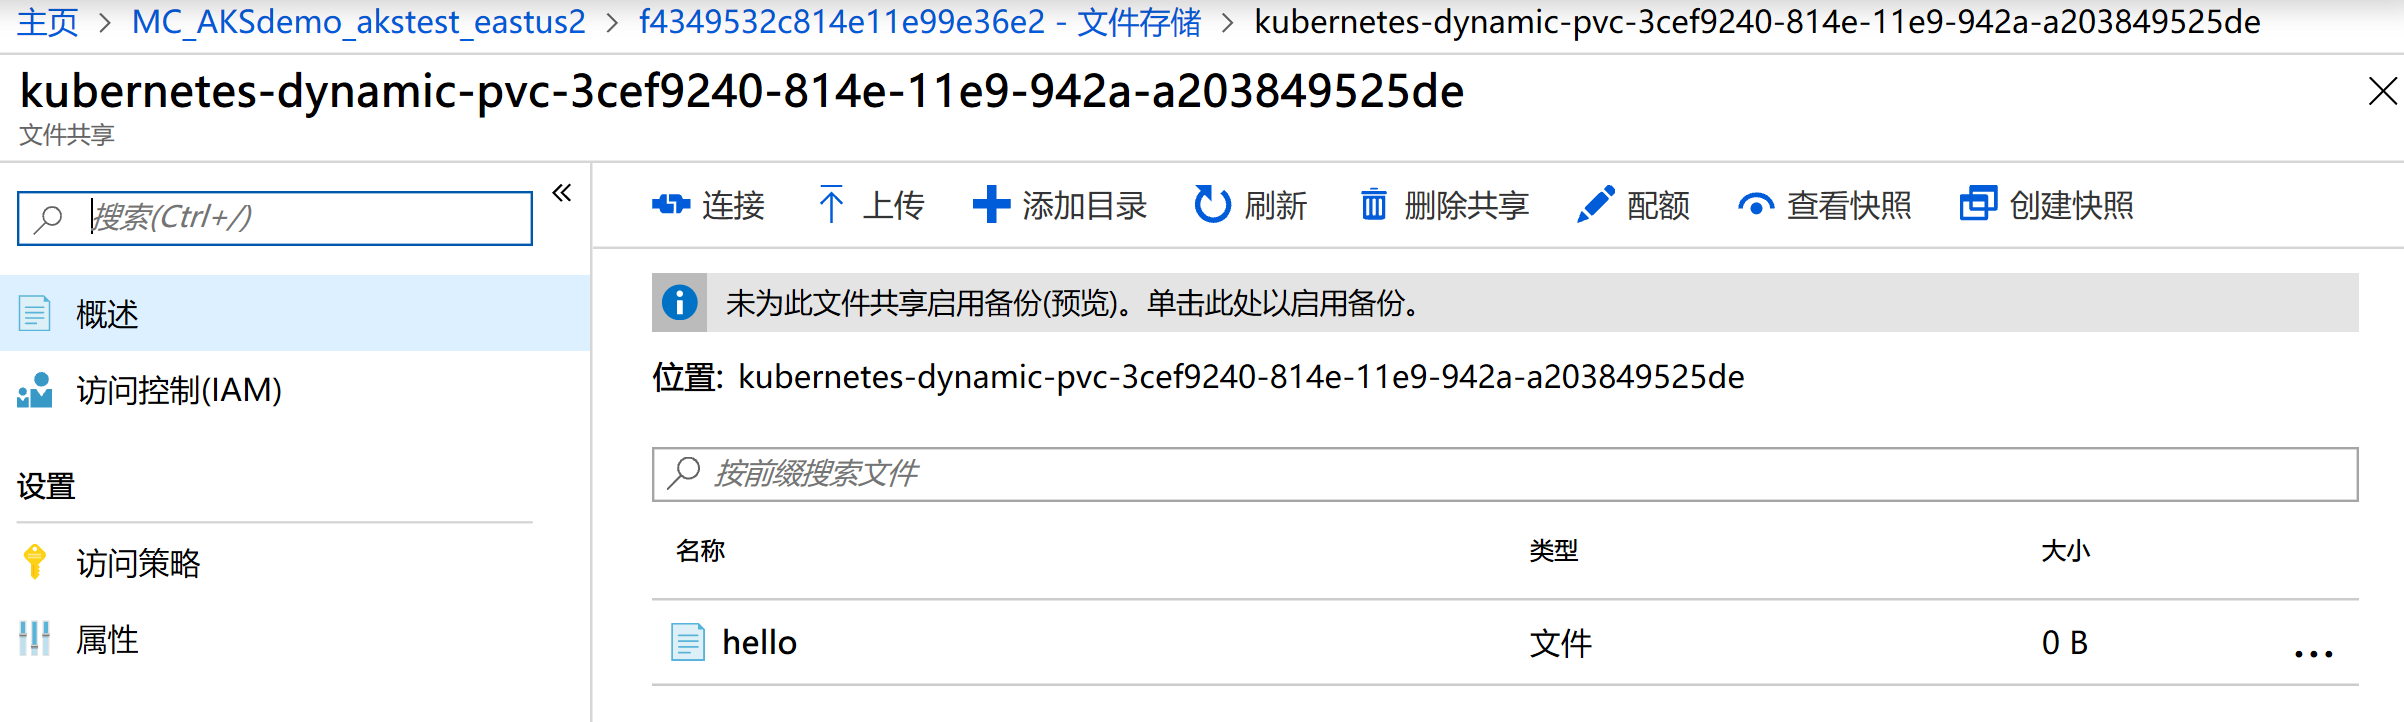 主页 > MC_AKSdemo_akstest_eastus2 > f4349532c814e11e99e36e2 - 文件存储 > kubernetes-dynamic-pvc-3cef9240-814e-11e9-942a-a203849525de
kubernetes-dynamic-pvc-3cef9240-814e-11e9-942a-a203849525de
文件共享
搜索(Ctrl+/)
«
概述
访问控制(IAM)
设置
访问策略
属性
连接 上传 添加目录 刷新 删除共享 配额 查看快照 创建快照
未为此文件共享启用备份(预览)。单击此处以启用备份。
位置: kubernetes-dynamic-pvc-3cef9240-814e-11e9-942a-a203849525de
按前缀搜索文件
名称 类型 大小
hello 文件 0 B ...